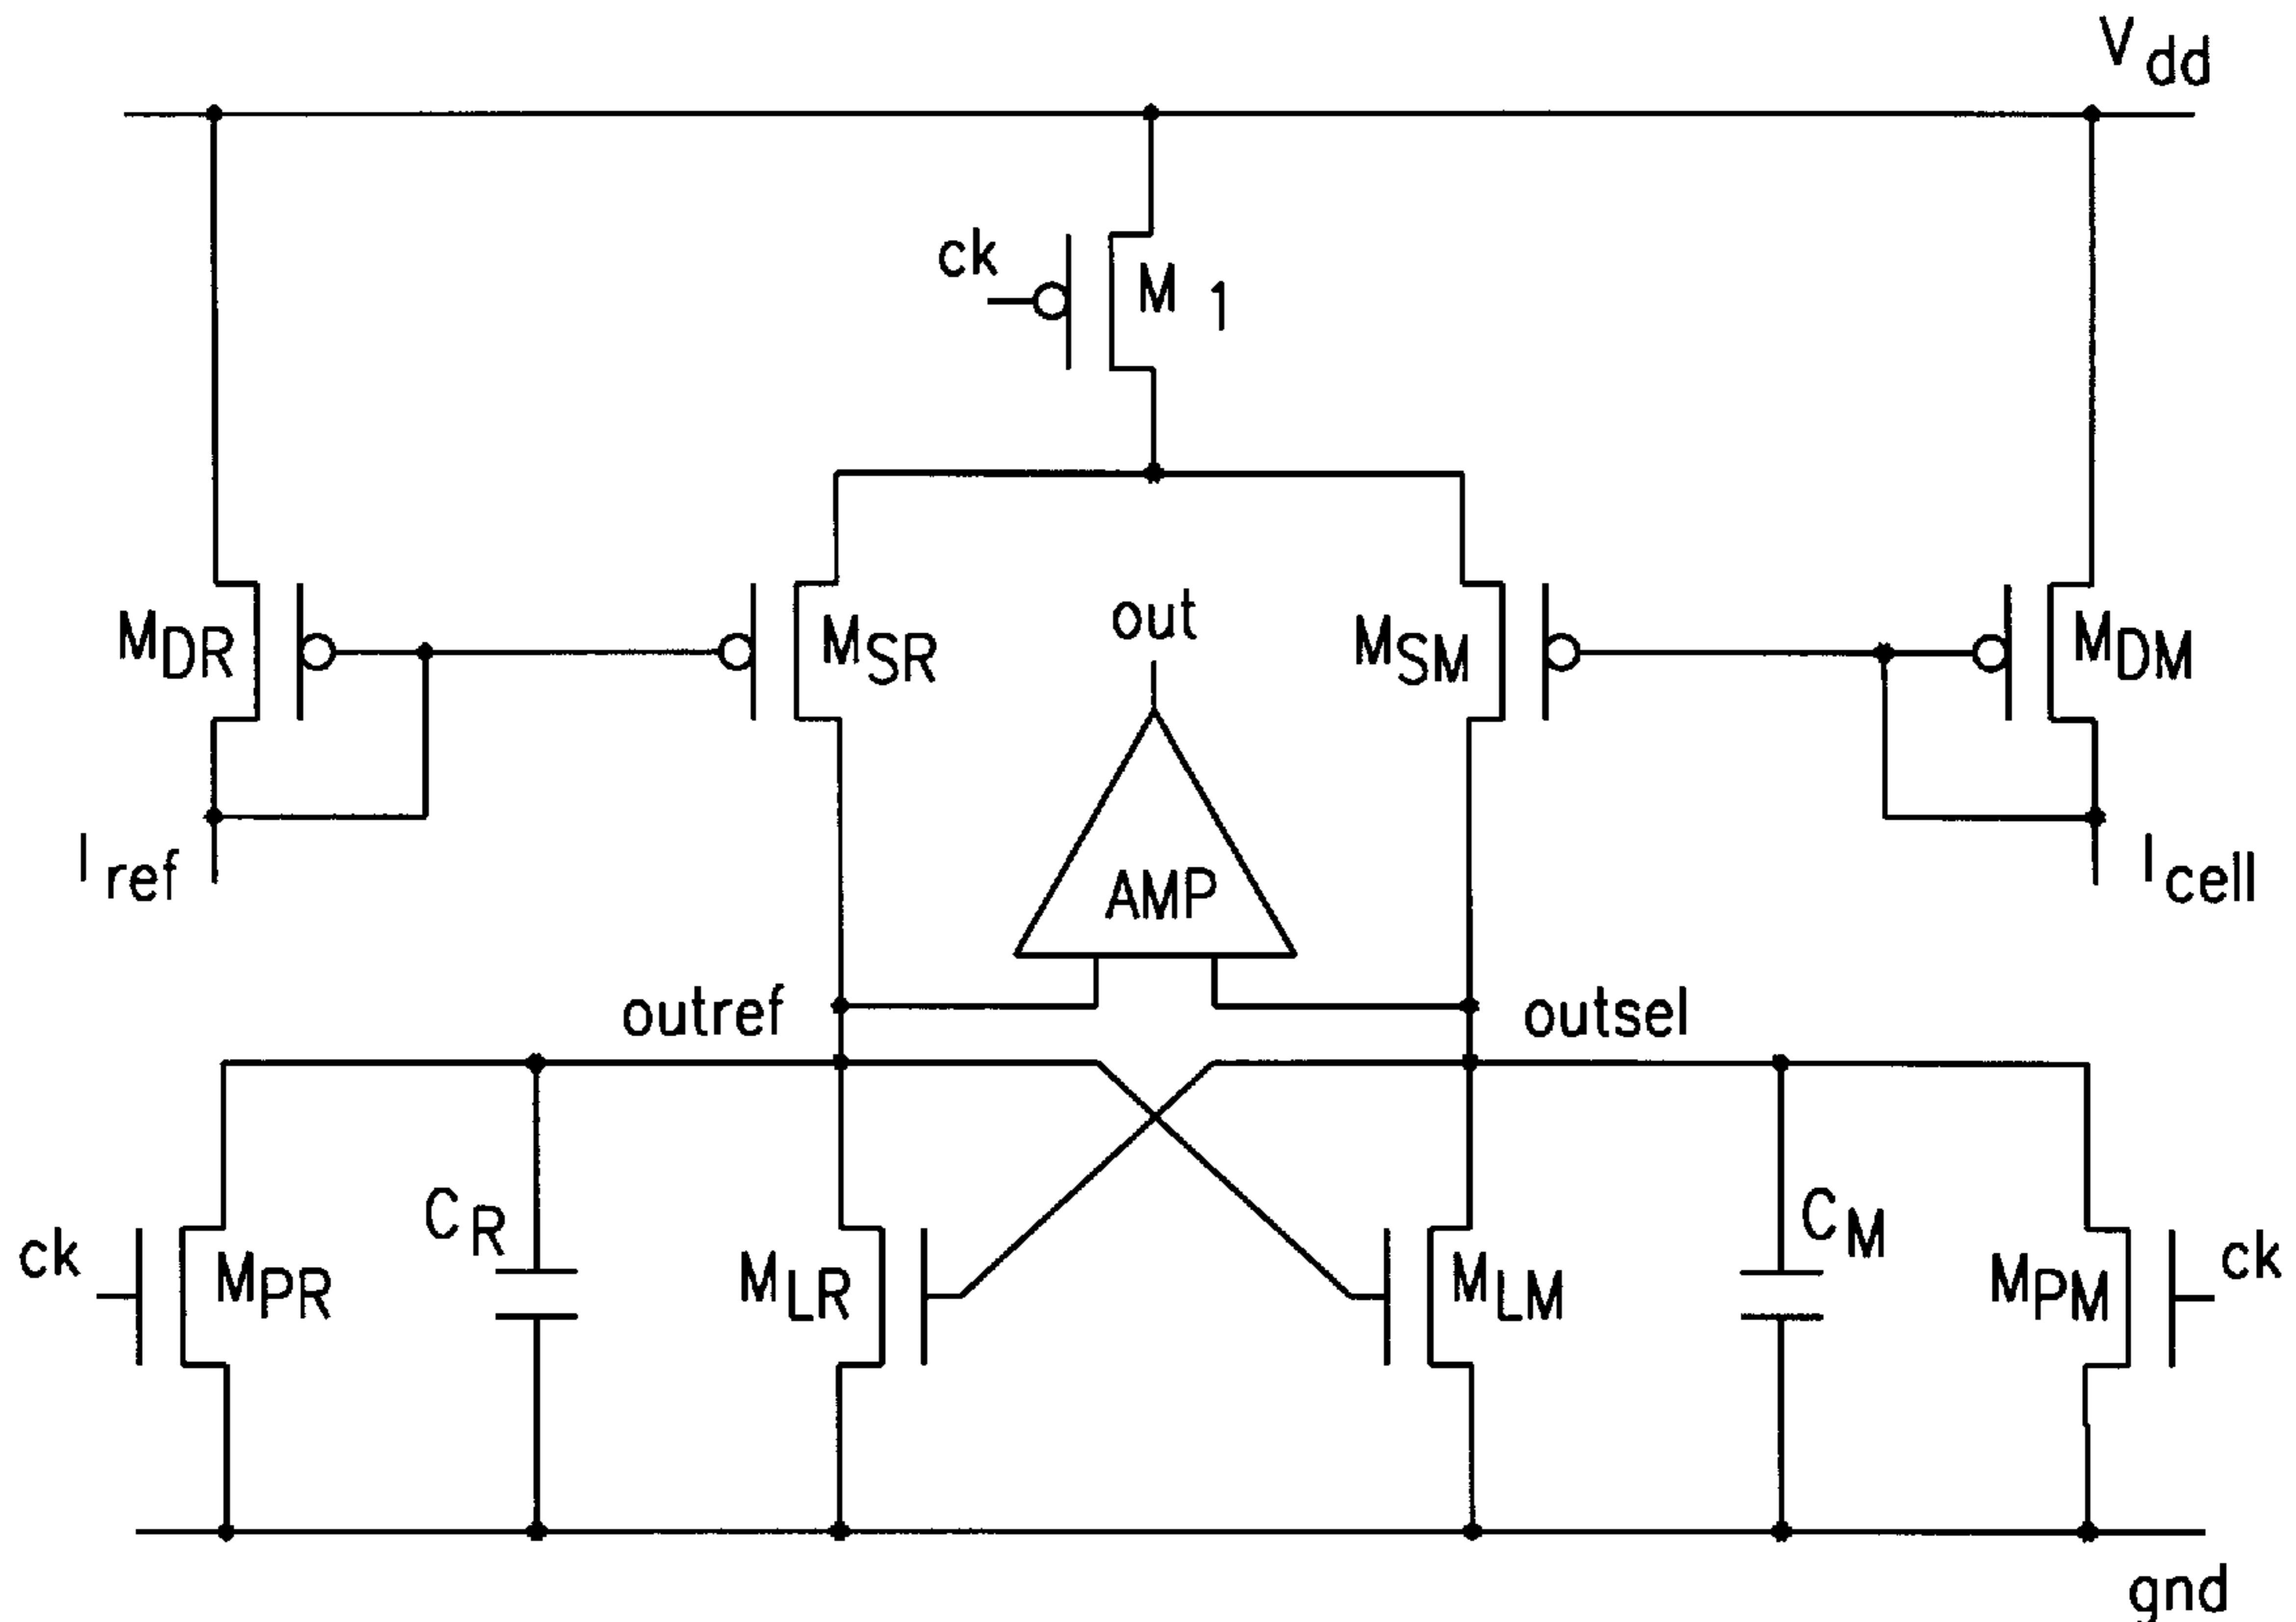 Vdd
ck
M1
MDR
MSR
out
MSM
MDM
Iref
AMP
Icell
outref
outsel
ck
MPR
CR
MLR
MLM
CM
MPM
ck
gnd